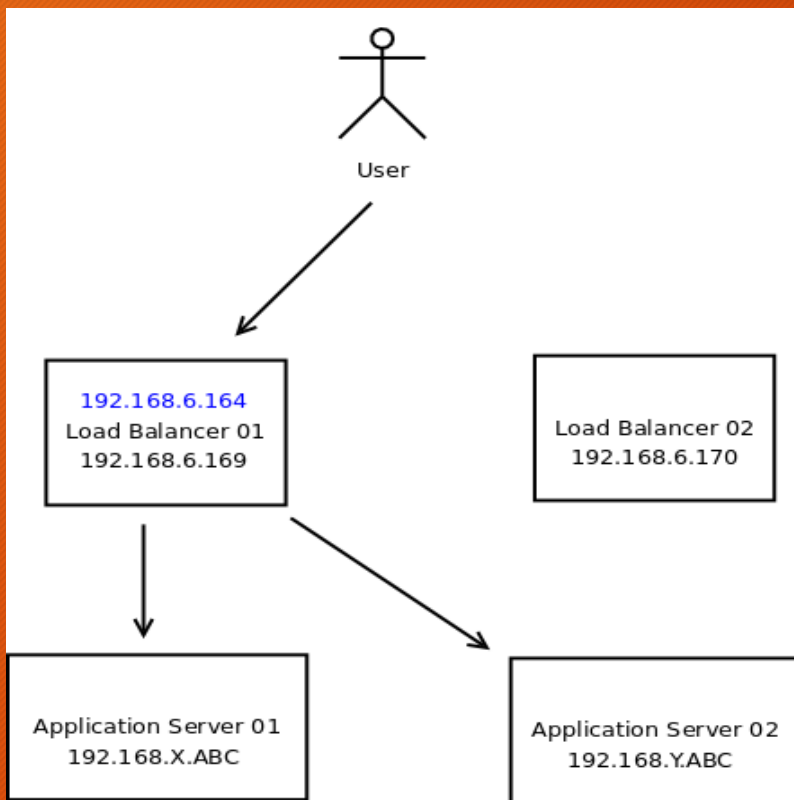 User
192.168.6.164
Load Balancer 01
192.168.6.169
Load Balancer 02
192.168.6.170
Application Server 01
192.168.X.ABC
Application Server 02
192.168.Y.ABC